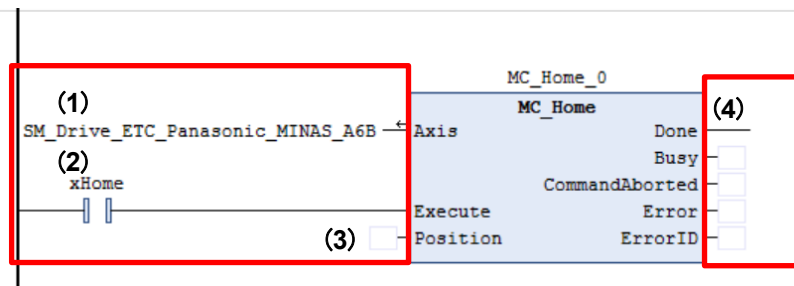 MC_Home_0
(1)
MC_Home
(4)
SM_Drive_ETC_Panasonic_MINAS_A6B
Axis
Done
(2)
Busy
xHome
CommandAborted
Execute
Error
(3)
Position
ErrorID